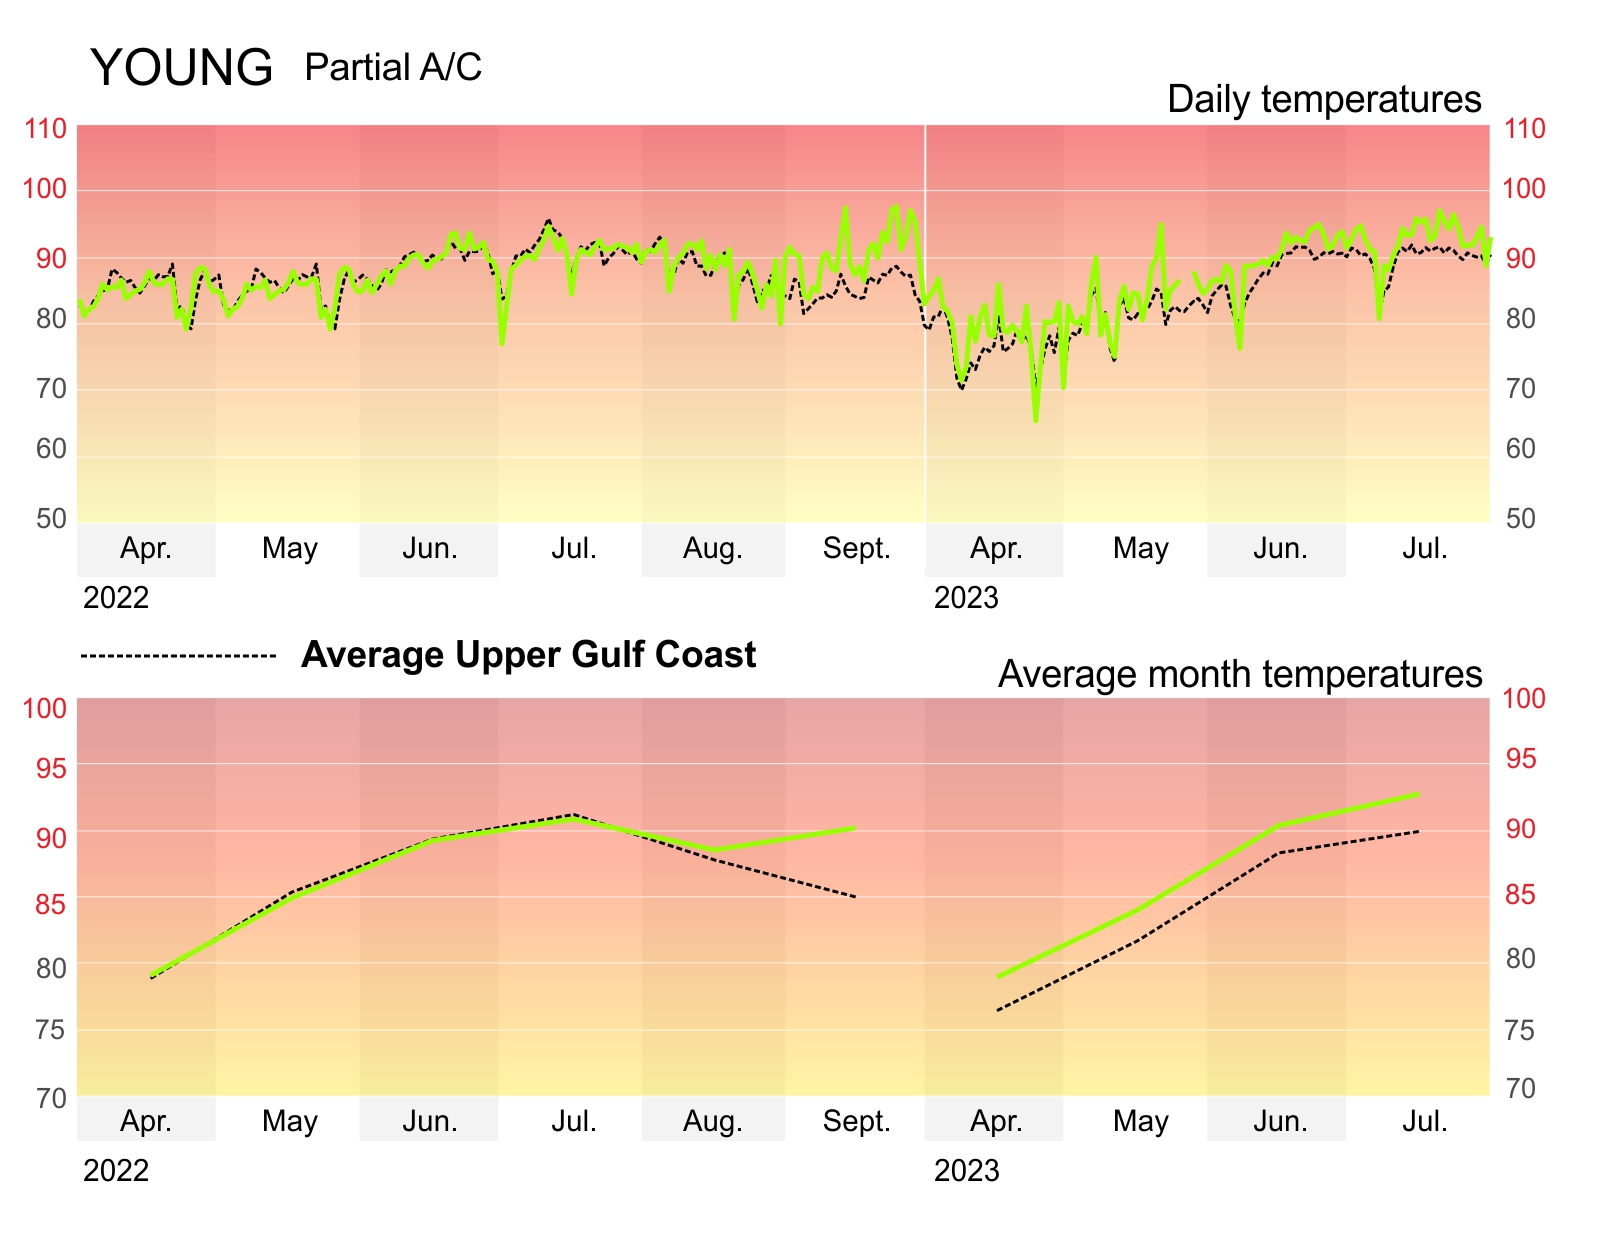 YOUNG Partial A/C
Daily temperatures
110 110
100 100
90 90
80 80
70 70
60 60
50 50
Apr. May Jun. Jul. Aug. Sept. Apr. May Jun. Jul.
2022 2023
Average Upper Gulf Coast
Average month temperatures
100 100
95 95
90 90
85 85
80 80
75 75
70 70
Apr. May Jun. Jul. Aug. Sept. Apr. May Jun. Jul.
2022 2023